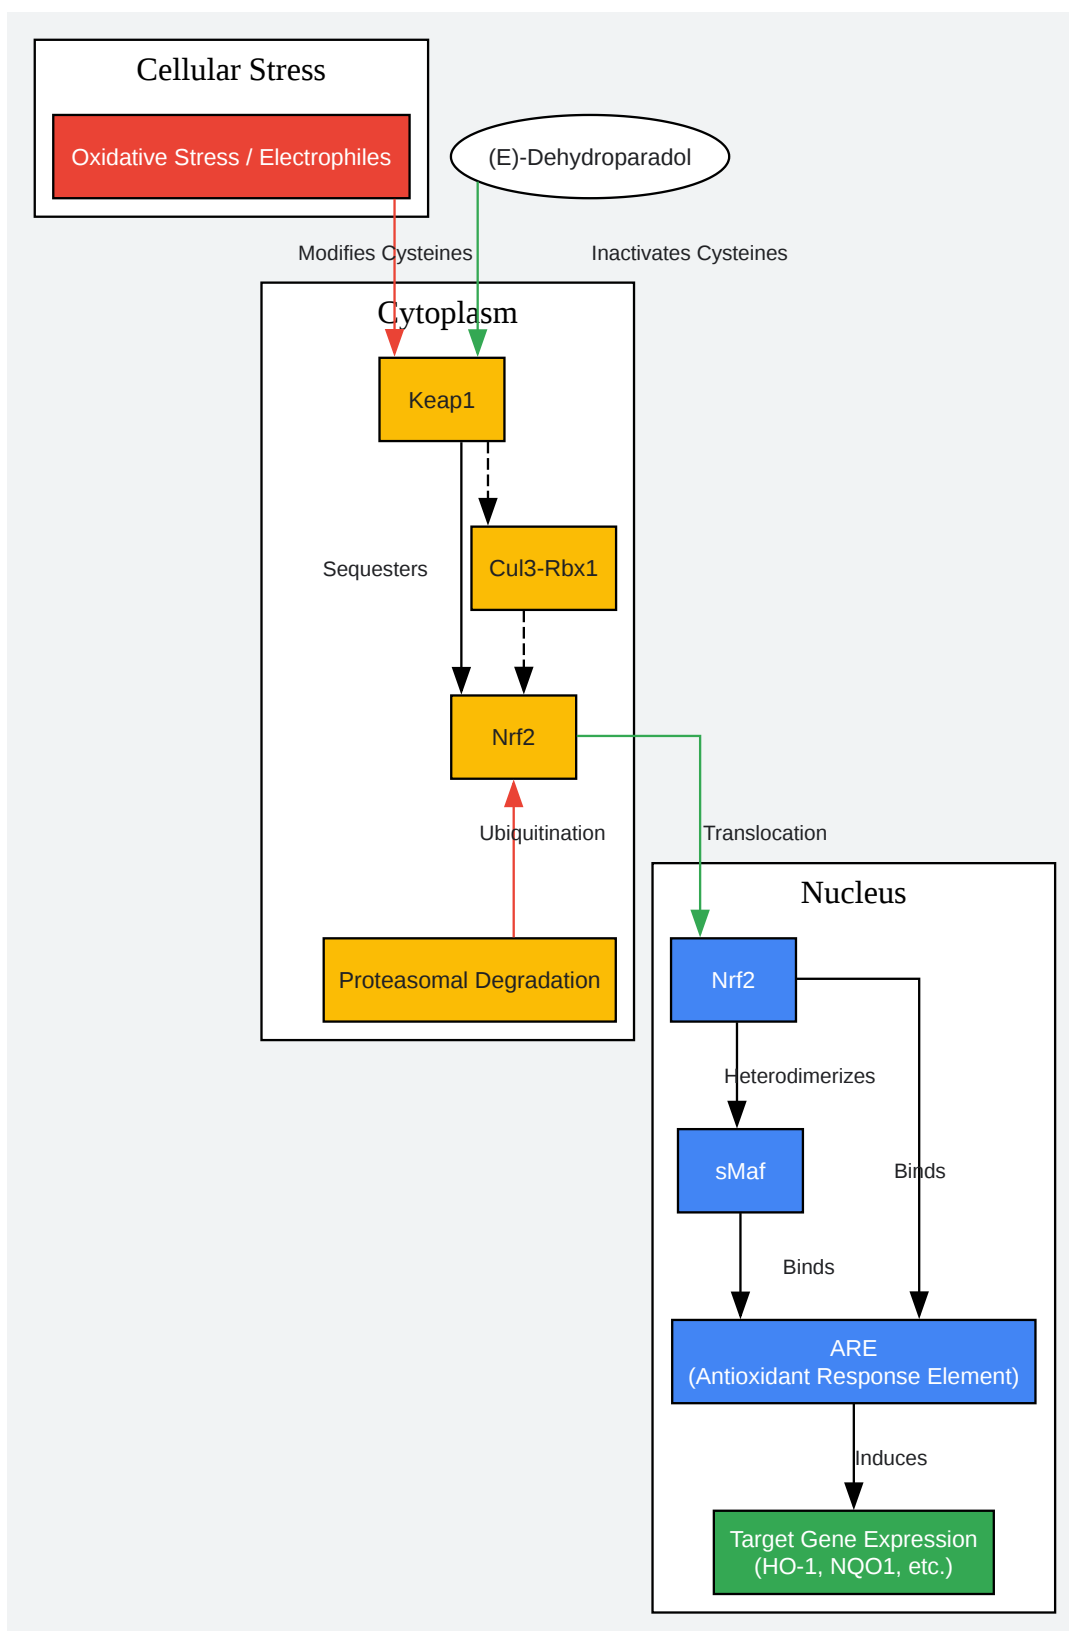 Cellular Stress
Oxidative Stress / Electrophiles
(E)-Dehydroparadol
Modifies Cysteines
Inactivates Cysteines
Cytoplasm
Keap1
Sequesters
Cul3-Rbx1
Nrf2
Ubiquitination
Translocation
Proteasomal Degradation
Nucleus
Nrf2
Heterodimerizes
sMaf
Binds
Binds
ARE
(Antioxidant Response Element)
Induces
Target Gene Expression
(HO-1, NQO1, etc.)